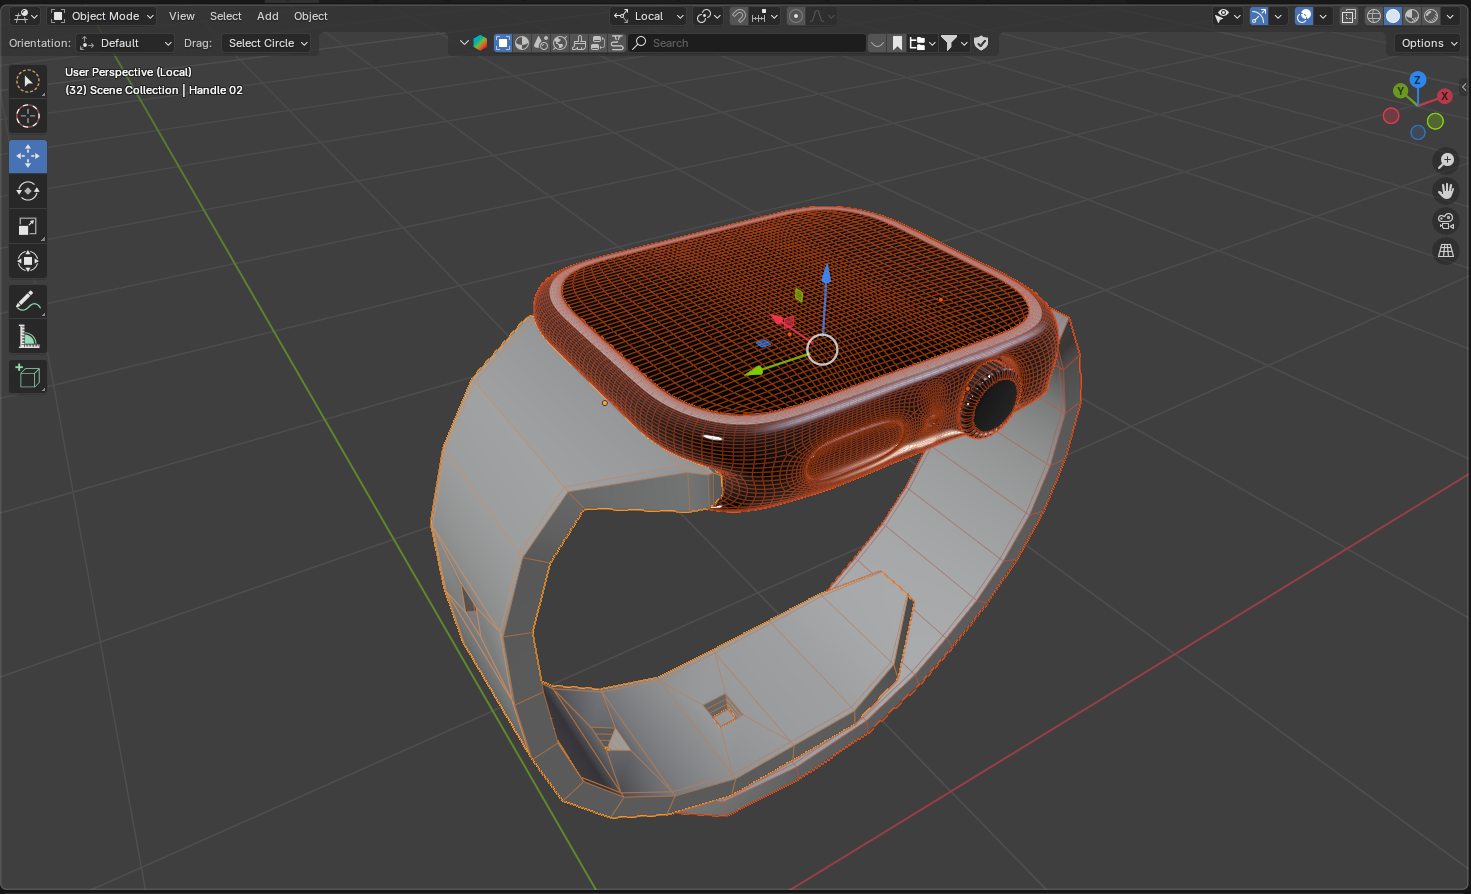 Object Mode View Select Add Object Local
Orientation: Default Drag: Select Circle Search Options
User Perspective (Local)
(32) Scene Collection | Handle 02
Z
Y
X